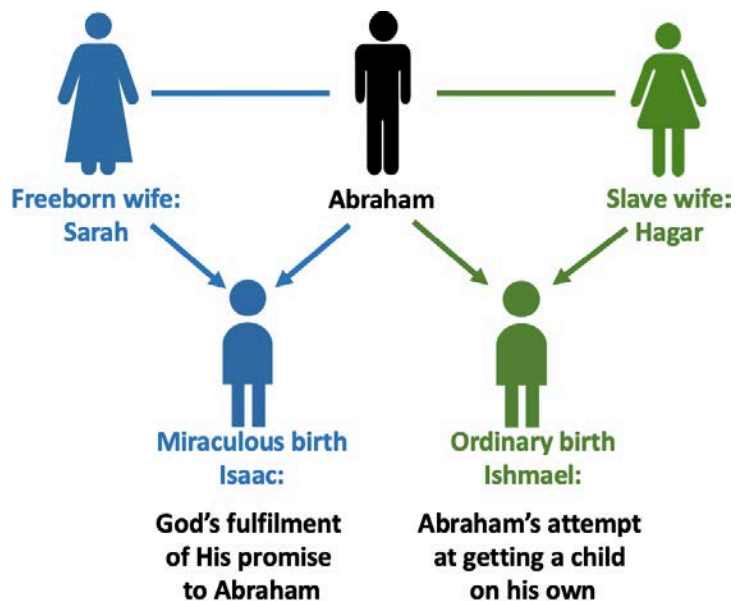 Freeborn wife:
Sarah
Abraham
Slave wife:
Hagar
Miraculous birth
Isaac:
God's fulfilment
of His promise
to Abraham
Ordinary birth
Ishmael:
Abraham's attempt
at getting a child
on his own